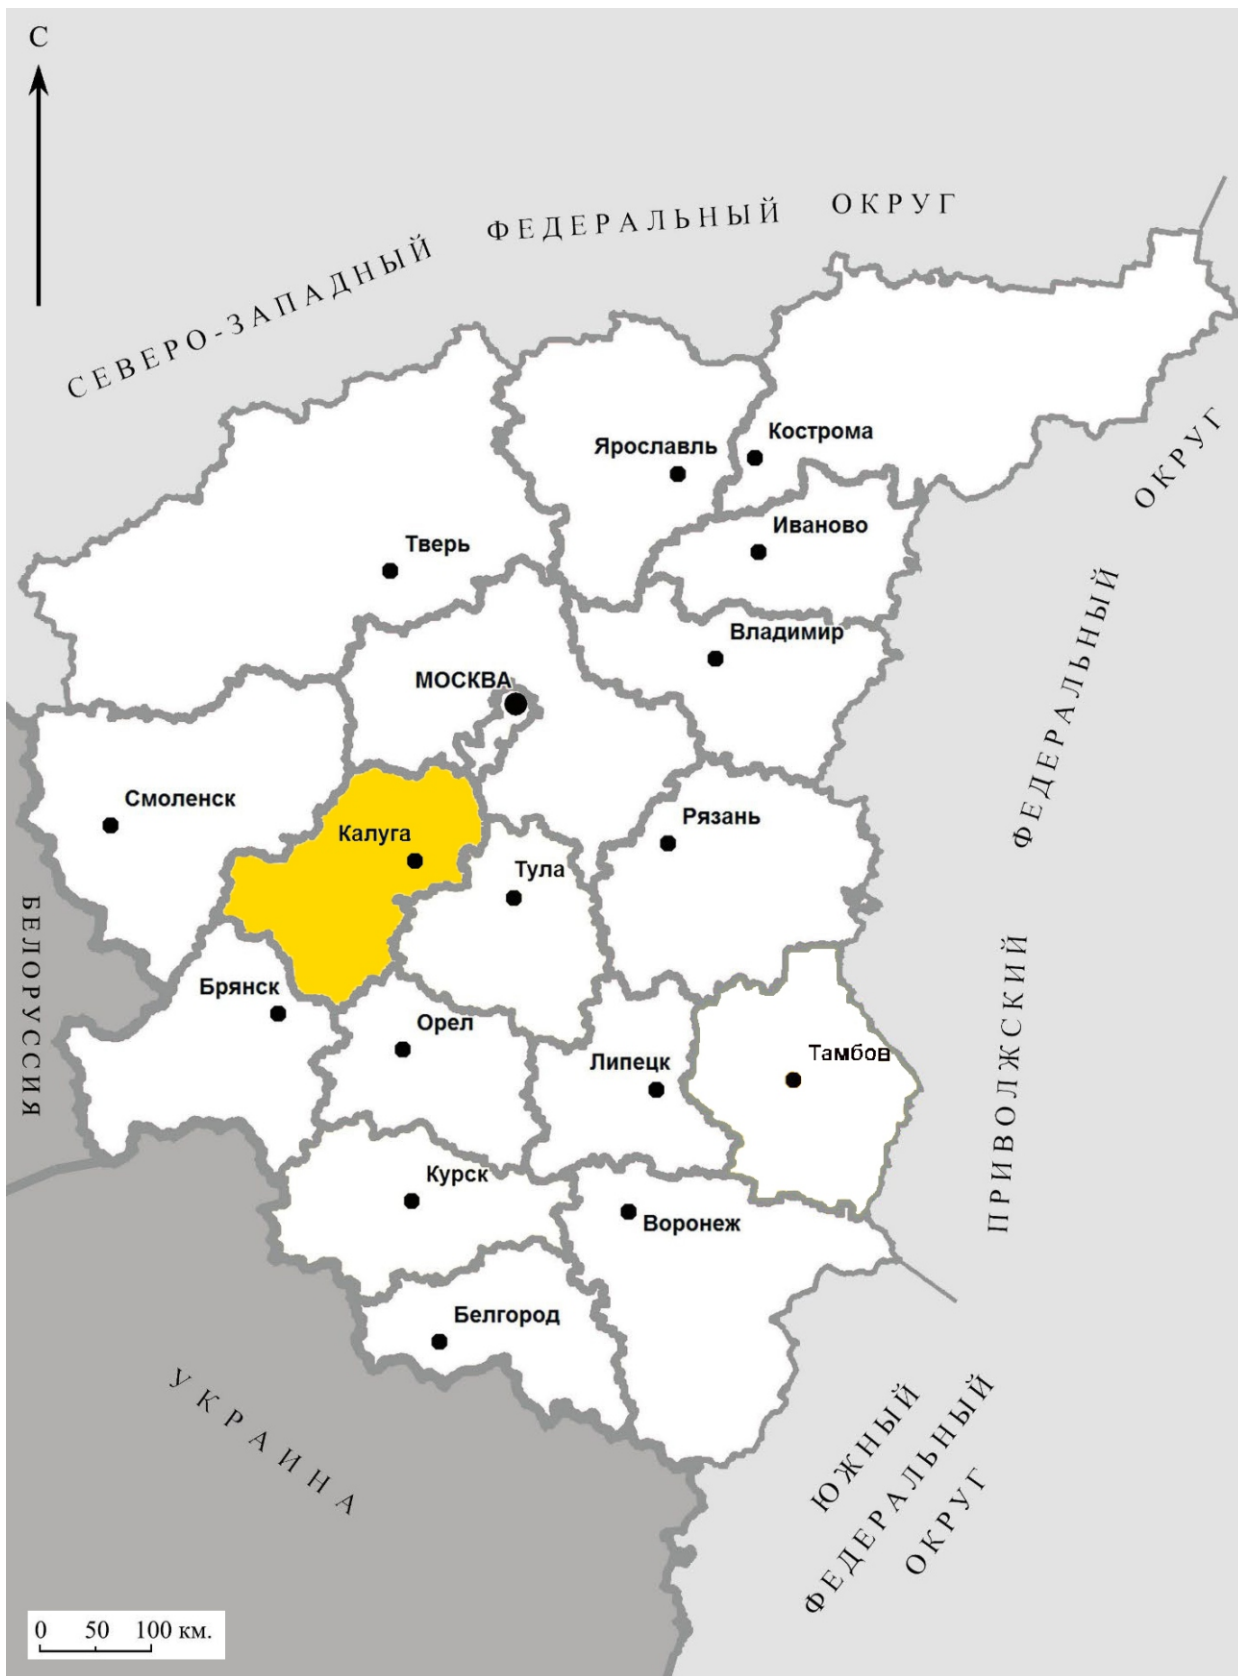 С
СЕВЕРО-ЗАПАДНЫЙ ФЕДЕРАЛЬНЫЙ ОКРУГ
Ярославль
Кострома
ПРИВОЛЖСКИЙ ФЕДЕРАЛЬНЫЙ ОКРУГ
Иваново
Тверь
Владимир
МОСКВА
Смоленск
Калуга
Рязань
Тула
БЕЛОРУССИЯ
Брянск
Орел
Липецк
Тамбов
Курск
Воронеж
Белгород
УКРАИНА
ЮЖНЫЙ
ФЕДЕРАЛЬНЫЙ
ОКРУГ
0 50 100 км.